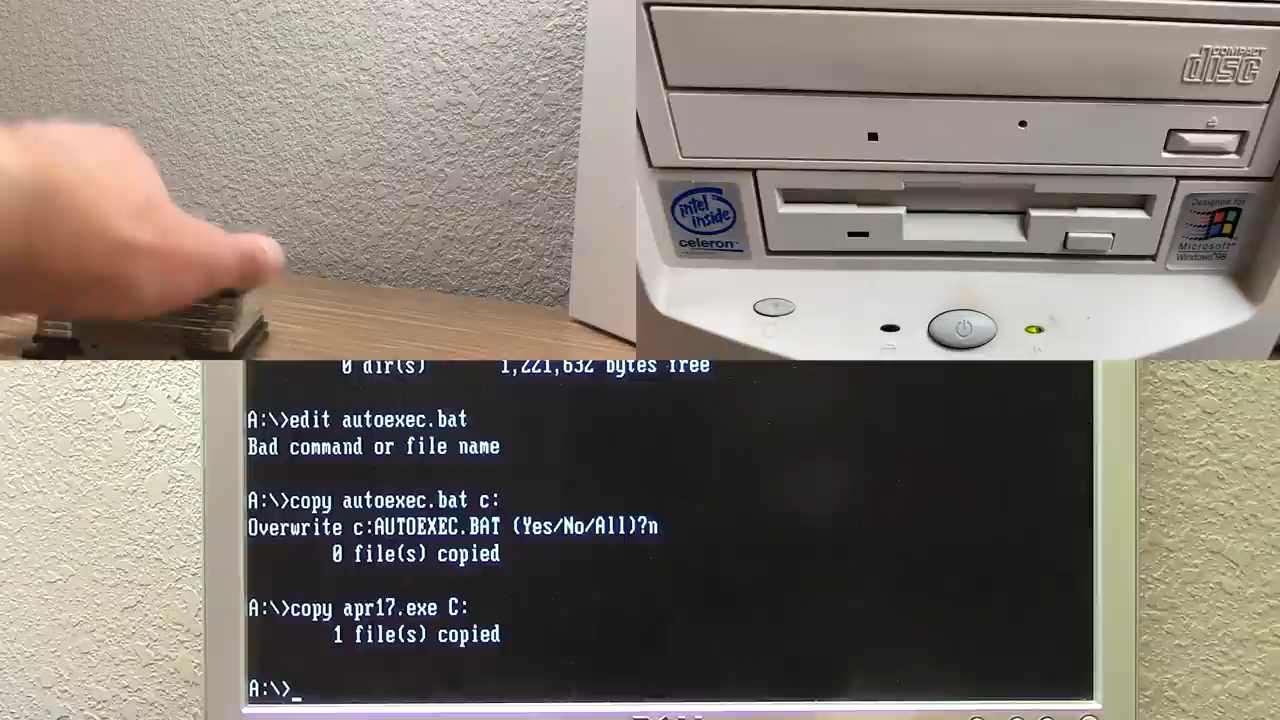 COMPACT
disc
intel
inside
celeron™
Designed for
Microsoft®
Windows®98
0 dir(s) 1,221,632 bytes free
A:\>edit autoexec.bat
Bad command or file name
A:\>copy autoexec.bat c:
Overwrite c:AUTOEXEC.BAT (Yes/No/All)?n
0 file(s) copied
A:\>copy apr17.exe C:
1 file(s) copied
A:\>_